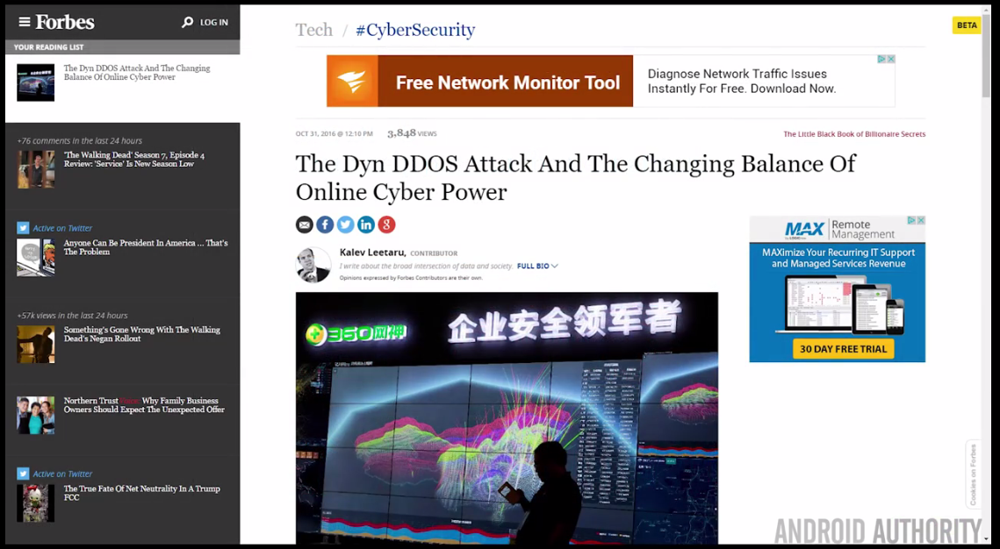 Forbes
LOG IN
YOUR READING LIST
The Dyn DDOS Attack And The Changing
Balance Of Online Cyber Power
+76 comments in the last 24 hours
'The Walking Dead' Season 7, Episode 4
Review: 'Service' Is New Season Low
Active on Twitter
Anyone Can Be President In America ... That's
The Problem
+57k views in the last 24 hours
Something's Gone Wrong With The Walking
Dead's Negan Rollout
Northern Trust Voice: Why Family Business
Owners Should Expect The Unexpected Offer
Active on Twitter
The True Fate Of Net Neutrality In A Trump
FCC
Tech / #CyberSecurity
BETA
Free Network Monitor Tool
Diagnose Network Traffic Issues
Instantly For Free. Download Now.
OCT 31, 2016 @ 12:10 PM 3,848 VIEWS
The Little Black Book of Billionaire Secrets
The Dyn DDOS Attack And The Changing Balance Of
Online Cyber Power
Kalev Leetaru, CONTRIBUTOR
I write about the broad intersection of data and society. FULL BIO
Opinions expressed by Forbes Contributors are their own.
MAX Remote
Management
MAXimize Your Recurring IT Support
and Managed Services Revenue
30 DAY FREE TRIAL
360网神
企业安全领军者
Cookies on Forbes
ANDROID AUTHORITY